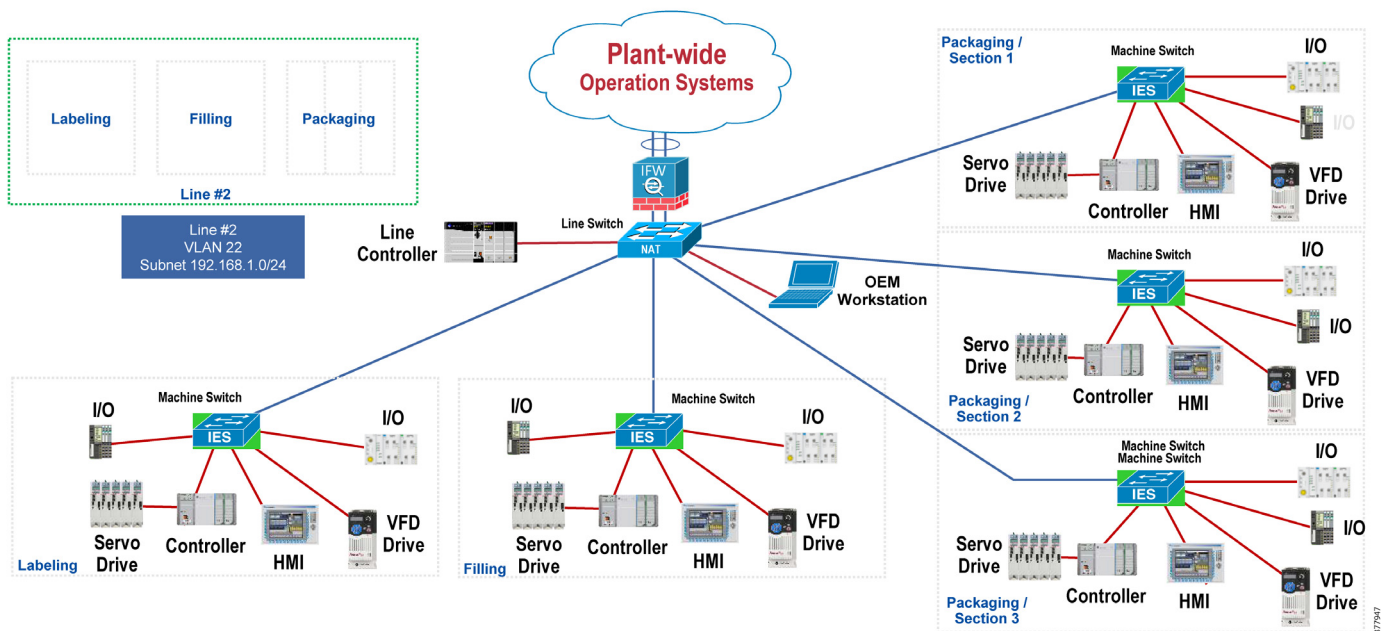 Plant-wide
Operation Systems
IFW
Line Switch
NAT
Line
Controller
OEM
Workstation
Labeling
Filling
Packaging
Line #2
Line #2
VLAN 22
Subnet 192.168.1.0/24
Packaging /
Section 1
Machine Switch
IES
I/O
I/O
Servo
Drive
Controller
HMI
VFD
Drive
Machine Switch
IES
I/O
I/O
Servo
Drive
Controller
HMI
VFD
Drive
Packaging /
Section 2
Machine Switch
Machine Switch
IES
I/O
I/O
Servo
Drive
Controller
HMI
VFD
Drive
Packaging /
Section 3
Machine Switch
I/O
IES
I/O
Servo
Drive
Controller
HMI
VFD
Drive
Labeling
Machine Switch
I/O
IES
I/O
Servo
Drive
Controller
HMI
VFD
Drive
Filling